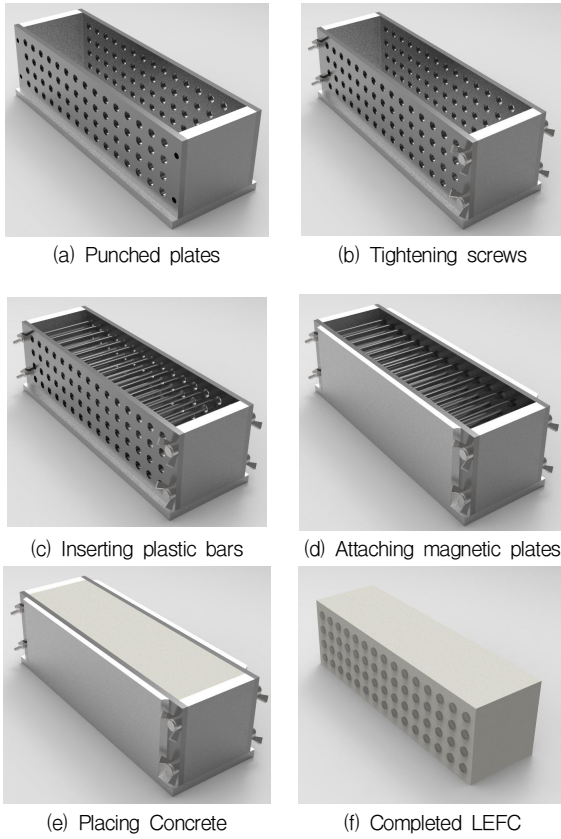 (a) Punched plates
(b) Tightening screws
(c) Inserting plastic bars
(d) Attaching magnetic plates
(e) Placing Concrete
(f) Completed LEFC